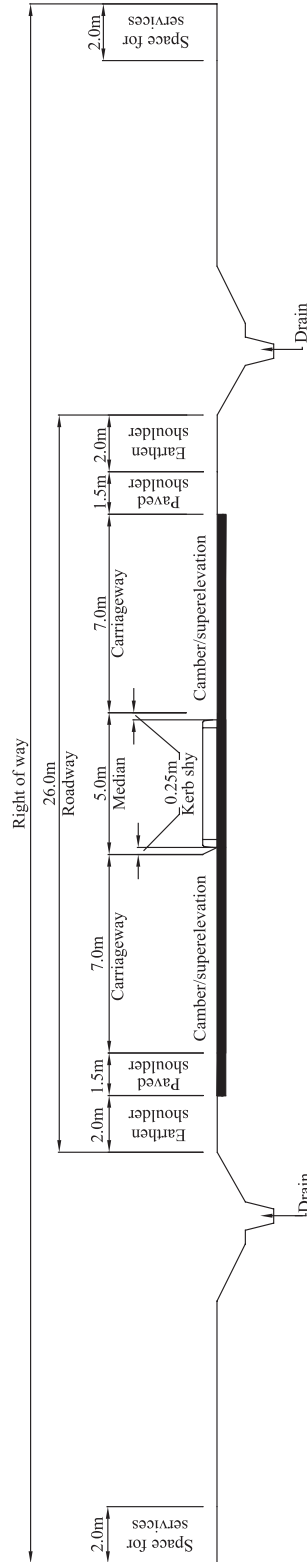 Right of way
26.0m
Roadway
2.0m
Space for
services
2.0m
Earthen
shoulder
1.5m
Paved
shoulder
7.0m
Carriageway
5.0m
Median
0.25m
Kerb shy
7.0m
Carriageway
1.5m
Paved
shoulder
2.0m
Earthen
shoulder
2.0m
Space for
services
Camber/superelevation
Camber/superelevation
Drain
Drain